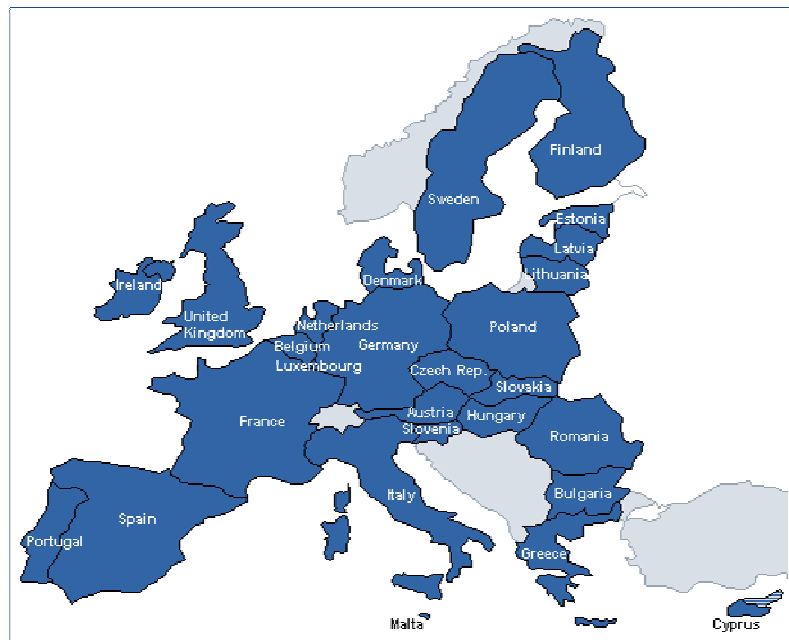 Finland
Sweden
Estonia
Latvia
Lithuania
Ireland
Denmark
United
Kingdom
Netherlands
Poland
Belgium
Germany
Luxembourg
Czech Rep.
Slovakia
France
Austria
Hungary
Slovenia
Romania
Italy
Bulgaria
Spain
Portugal
Greece
Malta
Cyprus